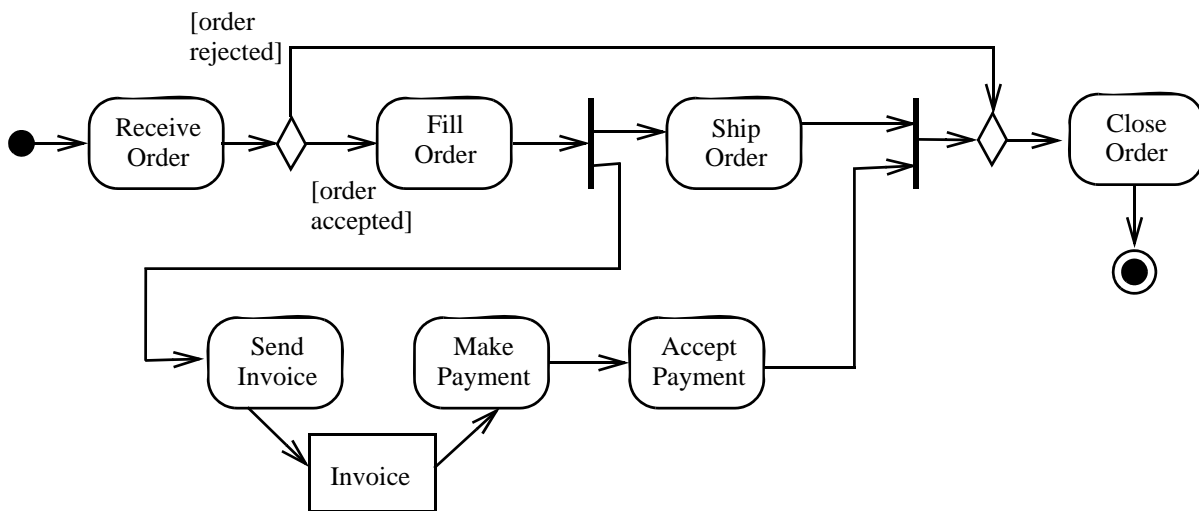 [order
rejected]
Receive
Order
Fill
Order
Ship
Order
Close
Order
[order
accepted]
Send
Invoice
Make
Payment
Accept
Payment
Invoice